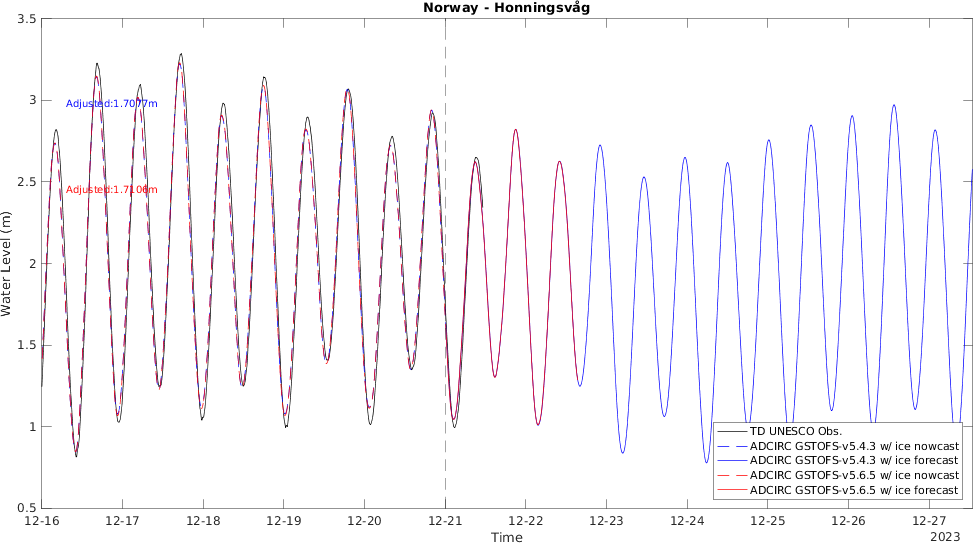 Norway - Honningsvåg
3.5
3
2.5
2
1.5
1
0.5
Water Level (m)
Adjusted:1.7077m
Adjusted:1.7106m
TD UNESCO Obs.
ADCIRC GSTOFS-v5.4.3 w/ ice nowcast
ADCIRC GSTOFS-v5.4.3 w/ ice forecast
ADCIRC GSTOFS-v5.6.5 w/ ice nowcast
ADCIRC GSTOFS-v5.6.5 w/ ice forecast
12-16 12-17 12-18 12-19 12-20 12-21 12-22 12-23 12-24 12-25 12-26 12-27
Time
2023